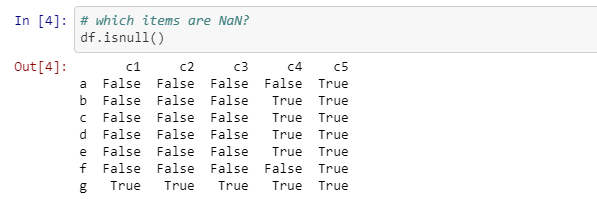 In [4]: # which items are NaN?
df.isnull()
Out[4]: c1 c2 c3 c4 c5
a False False False False True
b False False False True True
c False False False True True
d False False False True True
e False False False True True
f False False False False True
g True True True True True